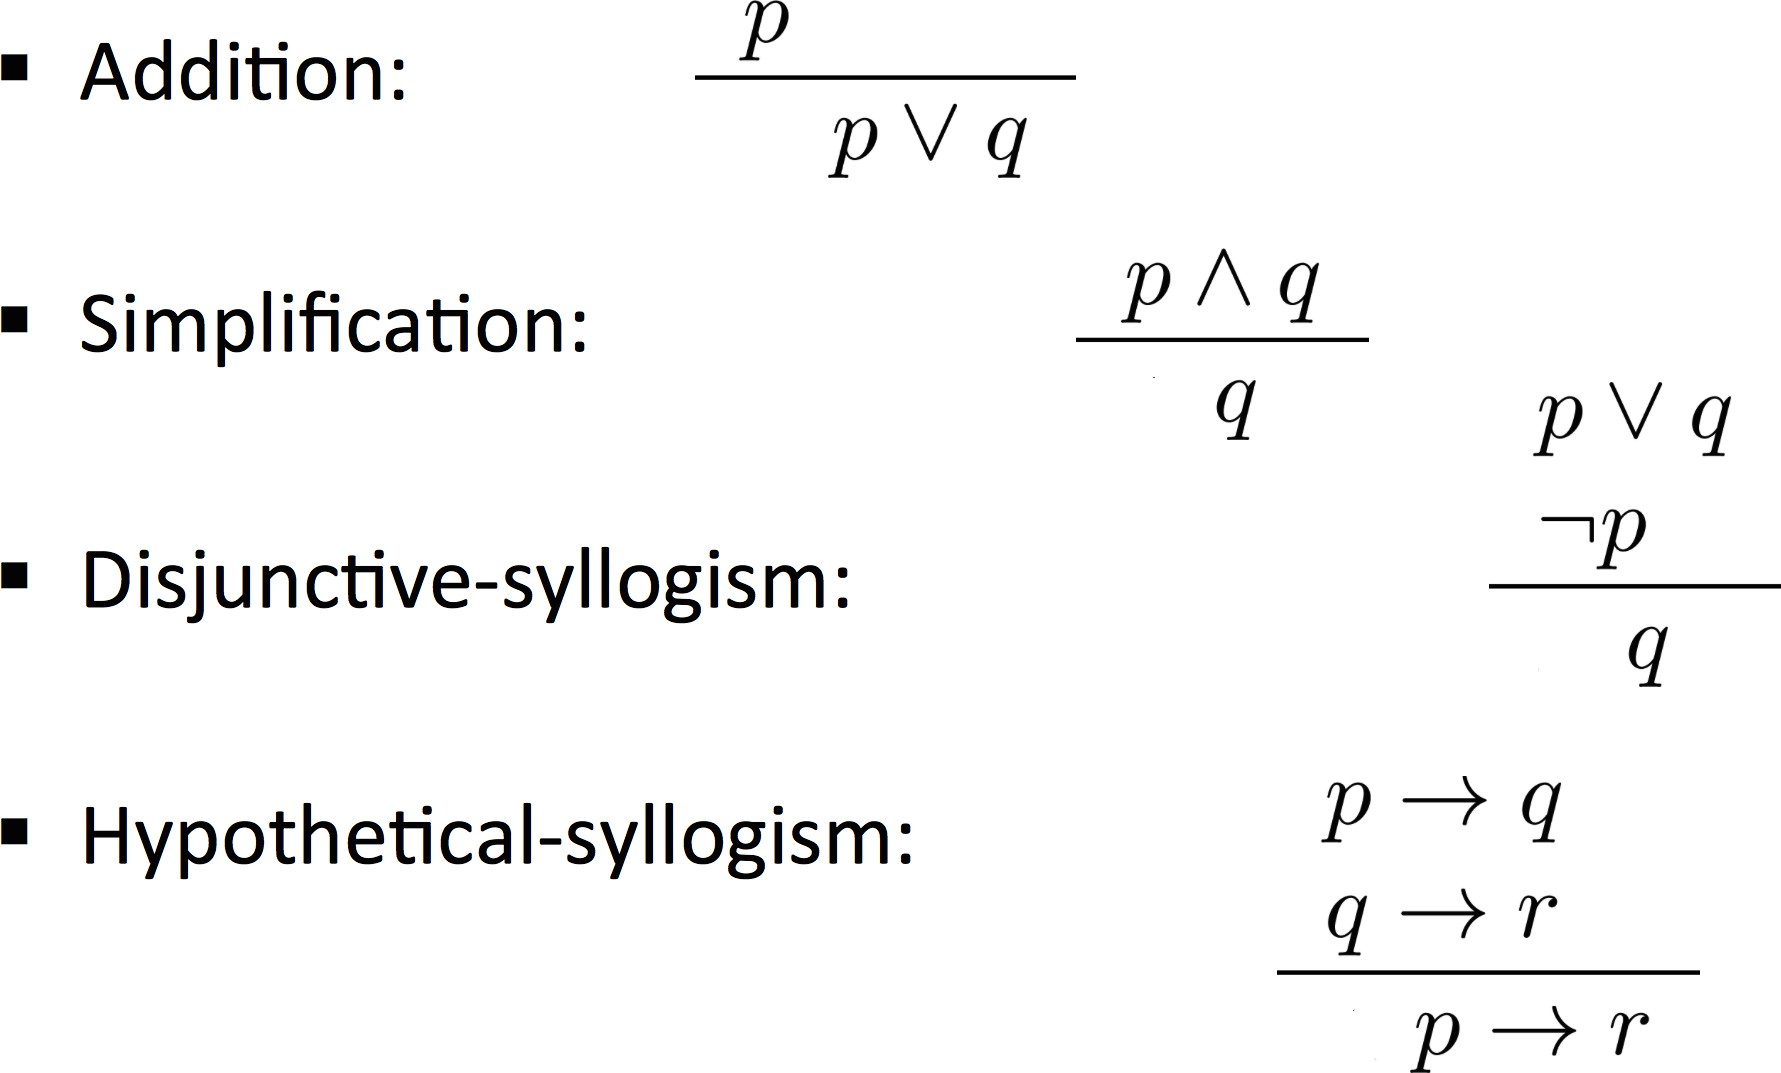 ▪ Addition:
p
p ∨ q
▪ Simplification:
p ∧ q
q
▪ Disjunctive-syllogism:
p ∨ q
¬p
q
▪ Hypothetical-syllogism:
p → q
q → r
p → r